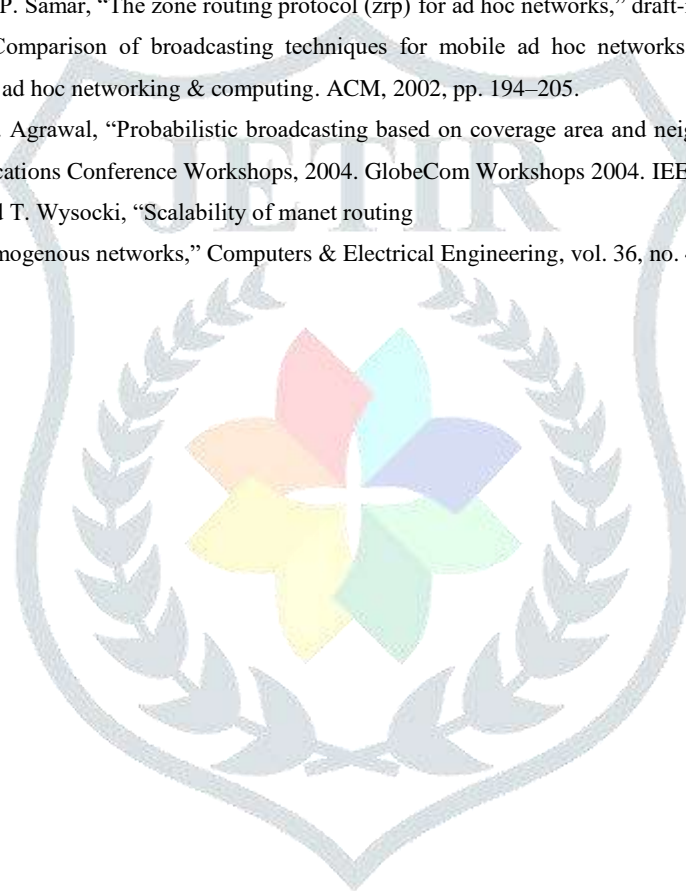 P. Samar, “The zone routing protocol (zrp) for ad hoc networks,” draft-
Comparison of broadcasting techniques for mobile ad hoc networks
ad hoc networking & computing. ACM, 2002, pp. 194–205.
Agrawal, “Probabilistic broadcasting based on coverage area and
cations Conference Workshops, 2004. GlobeCom Workshops 2004. IEE
d T. Wysocki, “Scalability of manet routing
mogenous networks,” Computers & Electrical Engineering, vol. 36, no.
JETIR